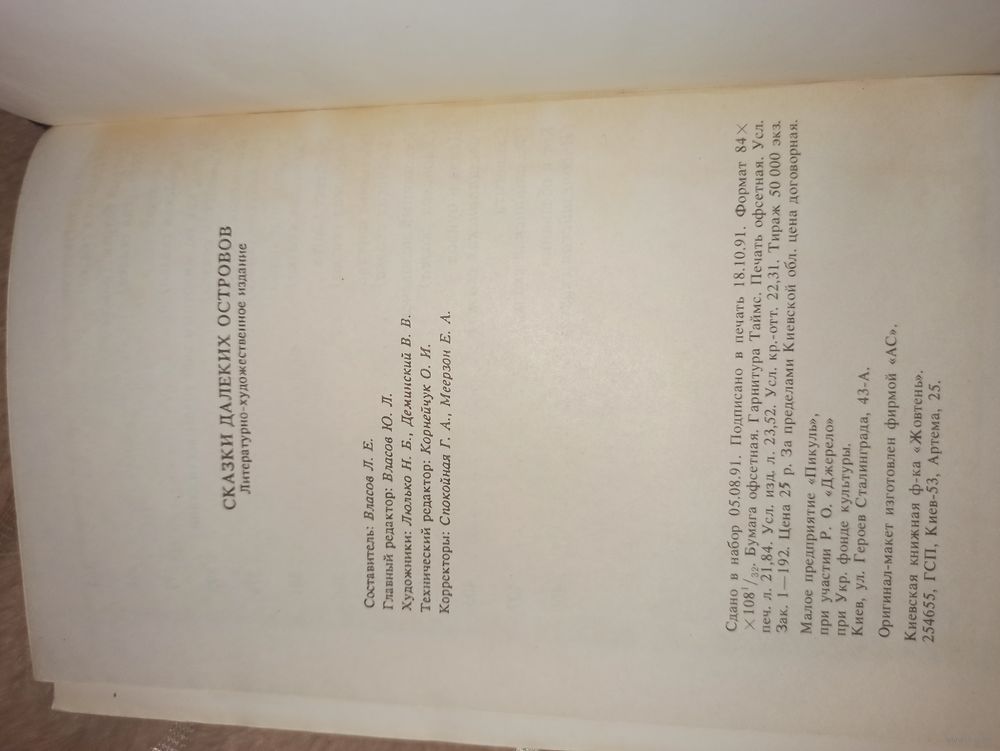 СКАЗКИ ДАЛЕКИХ ОСТРОВОВ
Литературно-художественное издание
Составитель: Власов Л. Е.
Главный редактор: Власов Ю. Л.
Художники: Люлько Н. Б., Деминский В. В.
Технический редактор: Корнейчук О. И.
Корректоры: Спокойная Г. А., Меерзон Е. А.
Сдано в набор 05.08.91. Подписано в печать 18.10.91. Формат 84×
×108¹/₃₂. Бумага офсетная. Гарнитура Таймс. Печать офсетная. Усл.
печ. л. 21,84. Усл. изд. л. 23,52. Усл. кр.-отт. 22,31. Тираж 50 000 экз.
Зак. 1—192. Цена 25 р. За пределами Киевской обл. цена договорная.
Малое предприятие «Пикуль»,
при участии Р. О. «Джерело»
при Укр. фонде культуры.
Киев, ул. Героев Сталинграда, 43-А.
Оригинал-макет изготовлен фирмой «АС».
Киевская книжная ф-ка «Жовтень».
254655, ГСП, Киев-53, Артема, 25.